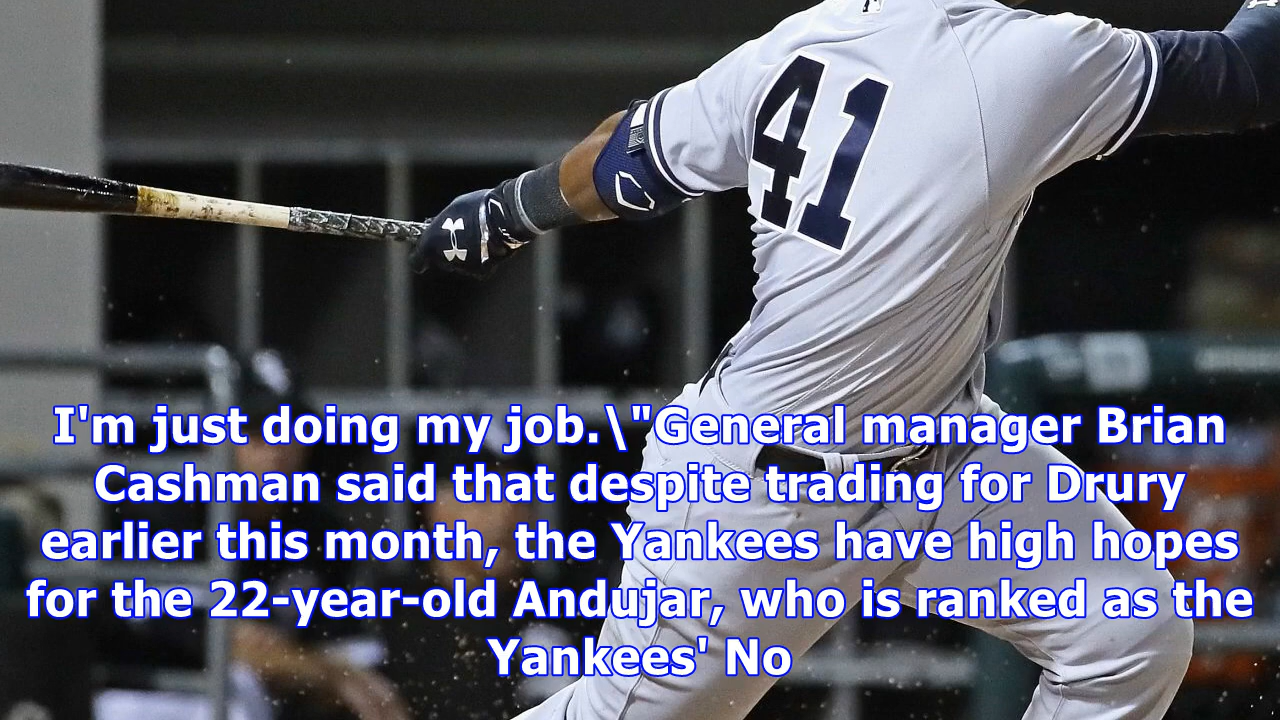 41
I'm just doing my job.\"General manager Brian
Cashman said that despite trading for Drury
earlier this month, the Yankees have high hopes
for the 22-year-old Andujar, who is ranked as the
Yankees' No